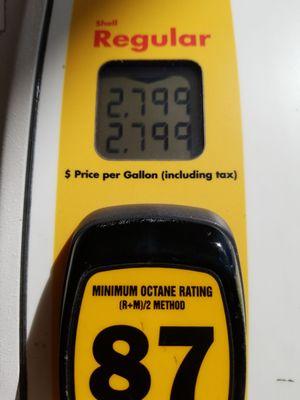 Shell
Regular
2.799
2.799
$ Price per Gallon (including tax)
MINIMUM OCTANE RATING
(R+M)/2 METHOD
87